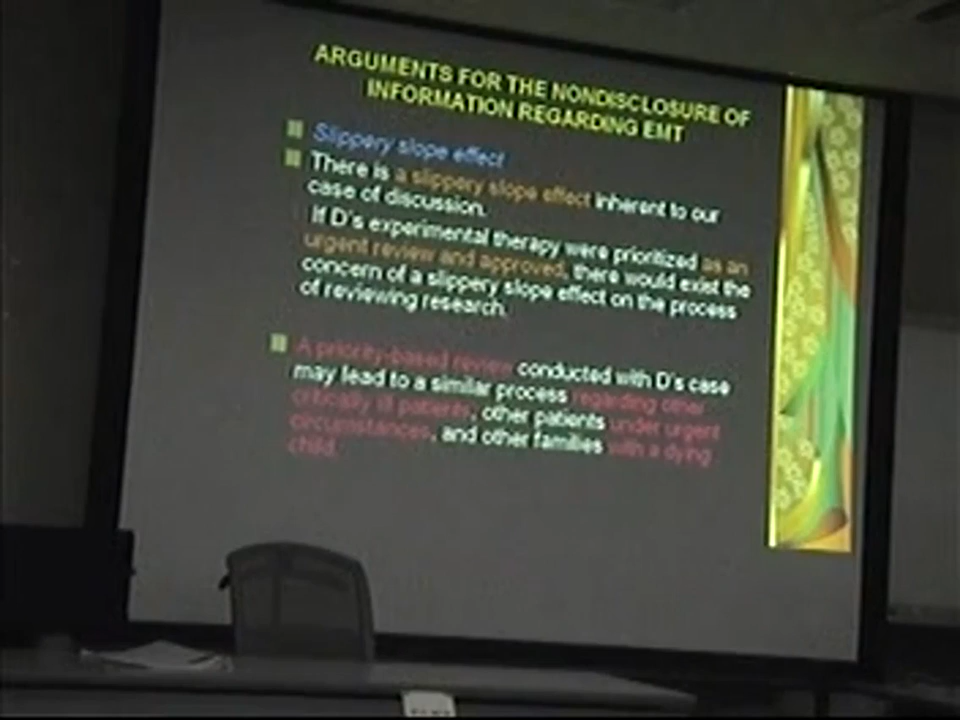 ARGUMENTS FOR THE NONDISCLOSURE OF
INFORMATION REGARDING EMT
Slippery slope effect
There is a slippery slope effect inherent to our
case of discussion.
If D's experimental therapy were prioritized as an
urgent review and approved, there would exist the
concern of a slippery slope effect on the process
of reviewing research.
A priority-based review conducted with D's case
may lead to a similar process regarding other
critically ill patients, other patients under urgent
circumstances, and other families with a dying
child.